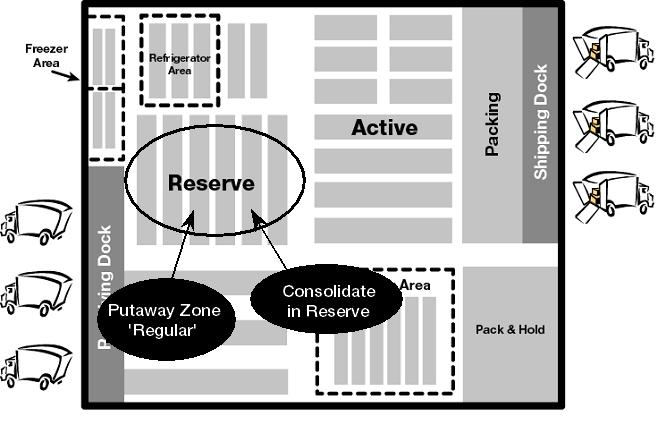 Freezer
Area
Refrigerator
Area
Active
Packing
Shipping Dock
Reserve
Putaway Zone
'Regular'
Consolidate
in Reserve
Area
Pack & Hold
Dock